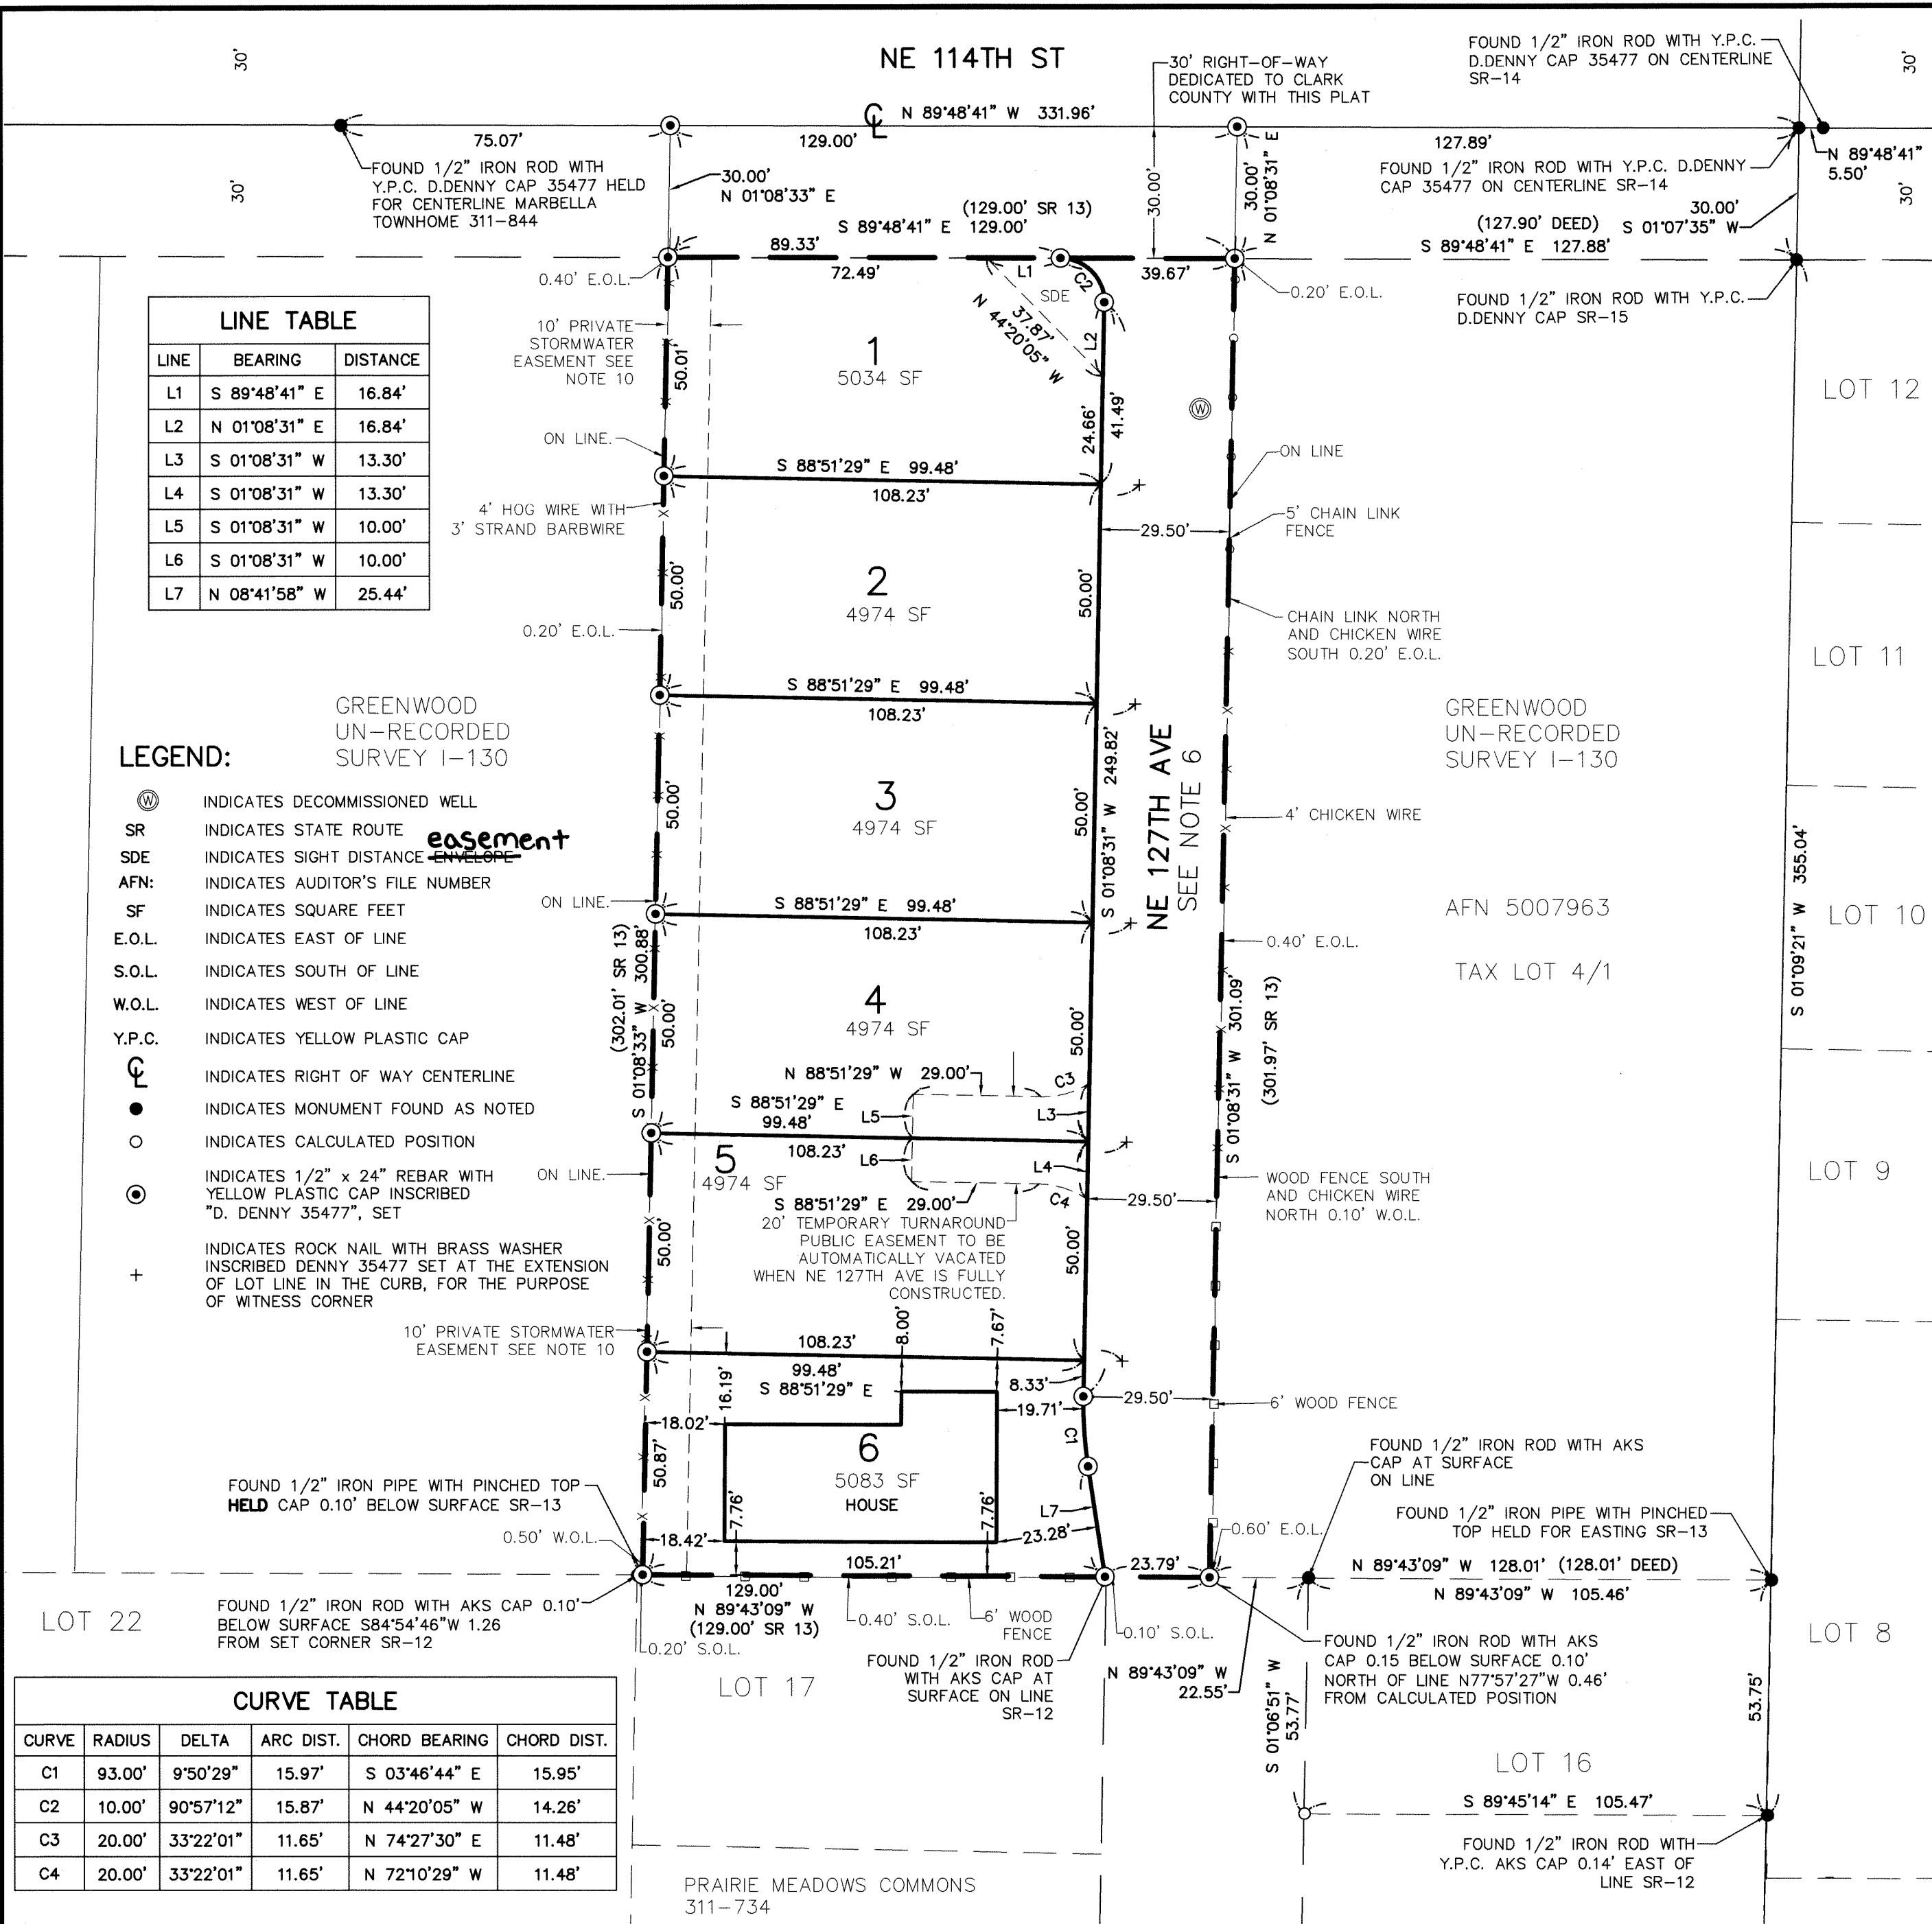 NE 114TH ST
30'
30'
30'
30'
30' RIGHT-OF-WAY
DEDICATED TO CLARK
COUNTY WITH THIS PLAT
FOUND 1/2" IRON ROD WITH Y.P.C.
D.DENNY CAP 35477 ON CENTERLINE
SR-14
℄ N 89°48'41" W 331.96'
75.07'
129.00'
127.89'
FOUND 1/2" IRON ROD WITH
Y.P.C. D.DENNY CAP 35477 HELD
FOR CENTERLINE MARBELLA
TOWNHOME 311-844
30.00'
N 01°08'33" E
30.00'
30.00'
N 01°08'31" E
FOUND 1/2" IRON ROD WITH Y.P.C. D.DENNY
CAP 35477 ON CENTERLINE SR-14
N 89°48'41"
5.50'
(129.00' SR 13)
S 89°48'41" E 129.00'
89.33'
72.49'
L1
39.67'
(127.90' DEED)
S 89°48'41" E 127.88'
30.00'
S 01°07'35" W
0.40' E.O.L.
0.20' E.O.L.
FOUND 1/2" IRON ROD WITH Y.P.C.
D.DENNY CAP SR-15
C2
SDE
37.87'
N 44°20'05" W
L2
LINE TABLE
LINE BEARING DISTANCE
L1 S 89°48'41" E 16.84'
L2 N 01°08'31" E 16.84'
L3 S 01°08'31" W 13.30'
L4 S 01°08'31" W 13.30'
L5 S 01°08'31" W 10.00'
L6 S 01°08'31" W 10.00'
L7 N 08°41'58" W 25.44'
10' PRIVATE
STORMWATER
EASEMENT SEE
NOTE 10
50.01'
1
5034 SF
24.66'
41.49'
W
LOT 12
ON LINE.
S 88°51'29" E 99.48'
108.23'
ON LINE
4' HOG WIRE WITH
3' STRAND BARBWIRE
29.50'
5' CHAIN LINK
FENCE
50.00'
2
4974 SF
50.00'
0.20' E.O.L.
CHAIN LINK NORTH
AND CHICKEN WIRE
SOUTH 0.20' E.O.L.
LOT 11
S 88°51'29" E 99.48'
108.23'
GREENWOOD
UN-RECORDED
SURVEY I-130
GREENWOOD
UN-RECORDED
SURVEY I-130
50.00'
3
4974 SF
50.00'
S 01°08'31" W 249.82'
NE 127TH AVE
SEE NOTE 6
4' CHICKEN WIRE
LEGEND:
W INDICATES DECOMMISSIONED WELL
SR INDICATES STATE ROUTE
easement
SDE INDICATES SIGHT DISTANCE ENVELOPE
AFN: INDICATES AUDITOR'S FILE NUMBER
SF INDICATES SQUARE FEET
E.O.L. INDICATES EAST OF LINE
S.O.L. INDICATES SOUTH OF LINE
W.O.L. INDICATES WEST OF LINE
Y.P.C. INDICATES YELLOW PLASTIC CAP
℄ INDICATES RIGHT OF WAY CENTERLINE
INDICATES MONUMENT FOUND AS NOTED
INDICATES CALCULATED POSITION
INDICATES 1/2" x 24" REBAR WITH
YELLOW PLASTIC CAP INSCRIBED
"D. DENNY 35477", SET
INDICATES ROCK NAIL WITH BRASS WASHER
INSCRIBED DENNY 35477 SET AT THE EXTENSION
OF LOT LINE IN THE CURB, FOR THE PURPOSE
OF WITNESS CORNER
ON LINE.
S 88°51'29" E 99.48'
108.23'
0.40' E.O.L.
AFN 5007963
TAX LOT 4/1
S 01°09'21" W 355.04'
LOT 10
(302.01' SR 13)
S 01°08'33" W 300.88'
50.00'
4
4974 SF
50.00'
S 01°08'31" W 301.09'
(301.97' SR 13)
N 88°51'29" W 29.00'
C3
S 88°51'29" E
99.48'
L5
L3
108.23'
L6
L4
ON LINE.
5
4974 SF
S 88°51'29" E 29.00'
C4
29.50'
20' TEMPORARY TURNAROUND
PUBLIC EASEMENT TO BE
AUTOMATICALLY VACATED
WHEN NE 127TH AVE IS FULLY
CONSTRUCTED.
50.00'
50.00'
WOOD FENCE SOUTH
AND CHICKEN WIRE
NORTH 0.10' W.O.L.
LOT 9
10' PRIVATE STORMWATER
EASEMENT SEE NOTE 10
108.23'
99.48'
S 88°51'29" E
8.00'
7.67'
16.19'
8.33'
18.02'
19.71'
29.50'
6' WOOD FENCE
C1
50.87'
6
5083 SF
HOUSE
7.76'
7.76'
L7
18.42'
23.28'
FOUND 1/2" IRON PIPE WITH PINCHED TOP
HELD CAP 0.10' BELOW SURFACE SR-13
0.50' W.O.L.
0.60' E.O.L.
FOUND 1/2" IRON ROD WITH AKS
CAP AT SURFACE
ON LINE
FOUND 1/2" IRON PIPE WITH PINCHED
TOP HELD FOR EASTING SR-13
105.21'
23.79'
N 89°43'09" W 128.01' (128.01' DEED)
N 89°43'09" W 105.46'
129.00'
N 89°43'09" W
(129.00' SR 13)
LOT 22
FOUND 1/2" IRON ROD WITH AKS CAP 0.10'
BELOW SURFACE S84°54'46"W 1.26
FROM SET CORNER SR-12
0.20' S.O.L.
0.40' S.O.L.
6' WOOD
FENCE
0.10' S.O.L.
FOUND 1/2" IRON ROD
WITH AKS CAP AT
SURFACE ON LINE
SR-12
N 89°43'09" W
22.55'
FOUND 1/2" IRON ROD WITH AKS
CAP 0.15 BELOW SURFACE 0.10'
NORTH OF LINE N77°57'27"W 0.46'
FROM CALCULATED POSITION
LOT 8
LOT 17
S 01°06'51" W
53.77'
53.75'
LOT 16
S 89°45'14" E 105.47'
FOUND 1/2" IRON ROD WITH
Y.P.C. AKS CAP 0.14' EAST OF
LINE SR-12
CURVE TABLE
CURVE RADIUS DELTA ARC DIST. CHORD BEARING CHORD DIST.
C1 93.00' 9°50'29" 15.97' S 03°46'44" E 15.95'
C2 10.00' 90°57'12" 15.87' N 44°20'05" W 14.26'
C3 20.00' 33°22'01" 11.65' N 74°27'30" E 11.48'
C4 20.00' 33°22'01" 11.65' N 72°10'29" W 11.48'
PRAIRIE MEADOWS COMMONS
311-734